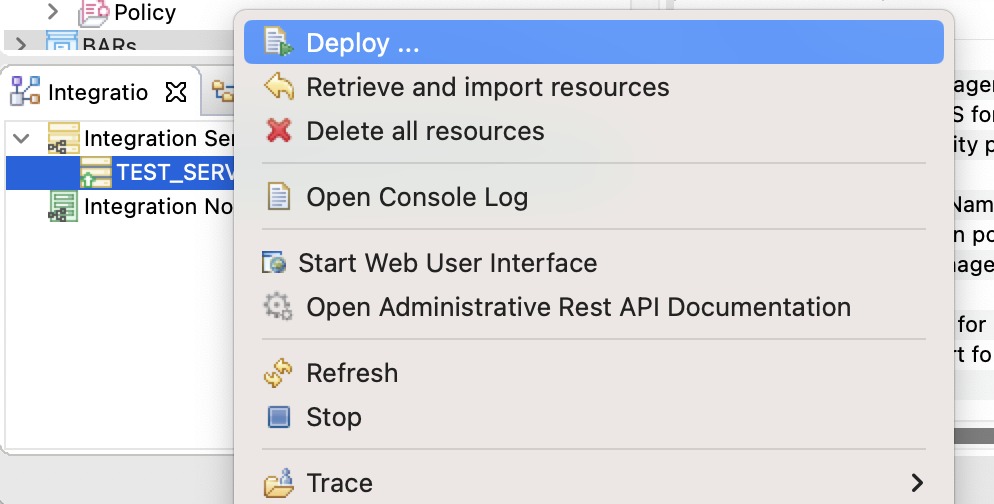 Policy
BARs
Integratio
Integration Ser
TEST_SERV
Integration No
Deploy ...
Retrieve and import resources
Delete all resources
Open Console Log
Start Web User Interface
Open Administrative Rest API Documentation
Refresh
Stop
Trace
ager
S for
ity p
Nam
n po
nage
for
rt fo